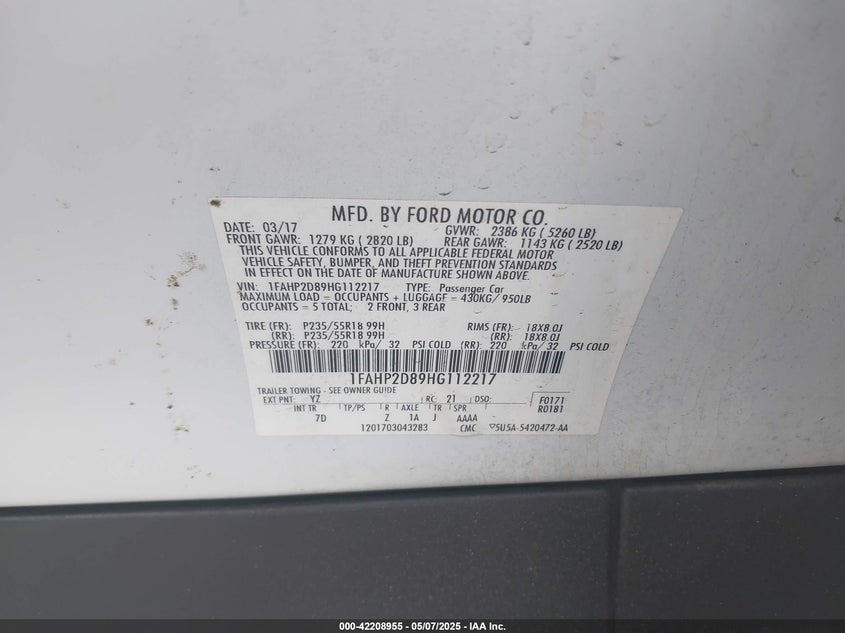 MFD. BY FORD MOTOR CO.
DATE: 03/17 GVWR: 2386 KG ( 5260 LB)
FRONT GAWR: 1279 KG ( 2820 LB) REAR GAWR: 1143 KG ( 2520 LB)
THIS VEHICLE CONFORMS TO ALL APPLICABLE FEDERAL MOTOR
VEHICLE SAFETY, BUMPER, AND THEFT PREVENTION STANDARDS
IN EFFECT ON THE DATE OF MANUFACTURE SHOWN ABOVE.
VIN: 1FAHP2D89HG112217 TYPE: Passenger Car
MAXIMUM LOAD = OCCUPANTS + LUGGAGE = 430KG/ 950LB
OCCUPANTS = 5 TOTAL; 2 FRONT, 3 REAR
TIRE (FR): P235/55R18 99H RIMS (FR): 18X8.0J
(RR): P235/55R18 99H (RR): 18X8.0J
PRESSURE (FR): 220 kPa/ 32 PSI COLD (RR): 220 kPa/ 32 PSI COLD
1FAHP2D89HG112217
TRAILER TOWING - SEE OWNER GUIDE
EXT PNT: YZ RC: 21 DSO: F0171
INT TR TP/PS R AXLE TR SPR R0181
7D Z 1A J AAAA
1201703043283 CMC 5U5A-5420472-AA
000-42208955 - 05/07/2025 - IAA Inc.